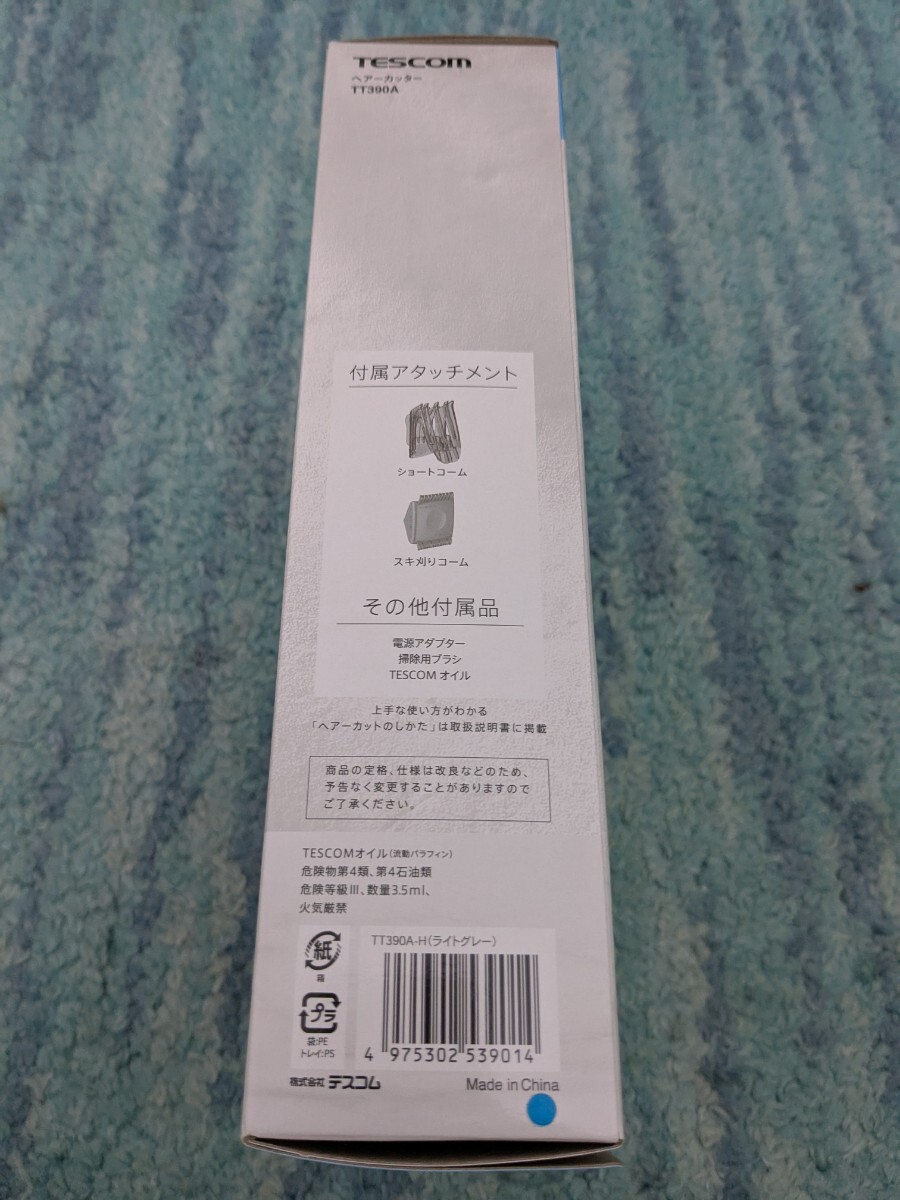 TESCOM
ヘアーカッター
TT390A
付属アタッチメント
ショートコーム
スキ刈りコーム
その他付属品
電源アダプター
掃除用ブラシ
TESCOM オイル
上手な使い方がわかる
「ヘアーカットのしかた」は取扱説明書に掲載
商品の定格、仕様は改良などのため、
予告なく変更することがありますので
ご了承ください。
TESCOMオイル(流動パラフィン)
危険物第4類、第4石油類
危険等級III、数量3.5ml、
火気厳禁
紙
箱
プラ
袋:PE
トレイ:PS
TT390A-H(ライトグレー)
4 975302 539014
株式会社 テスコム
Made in China